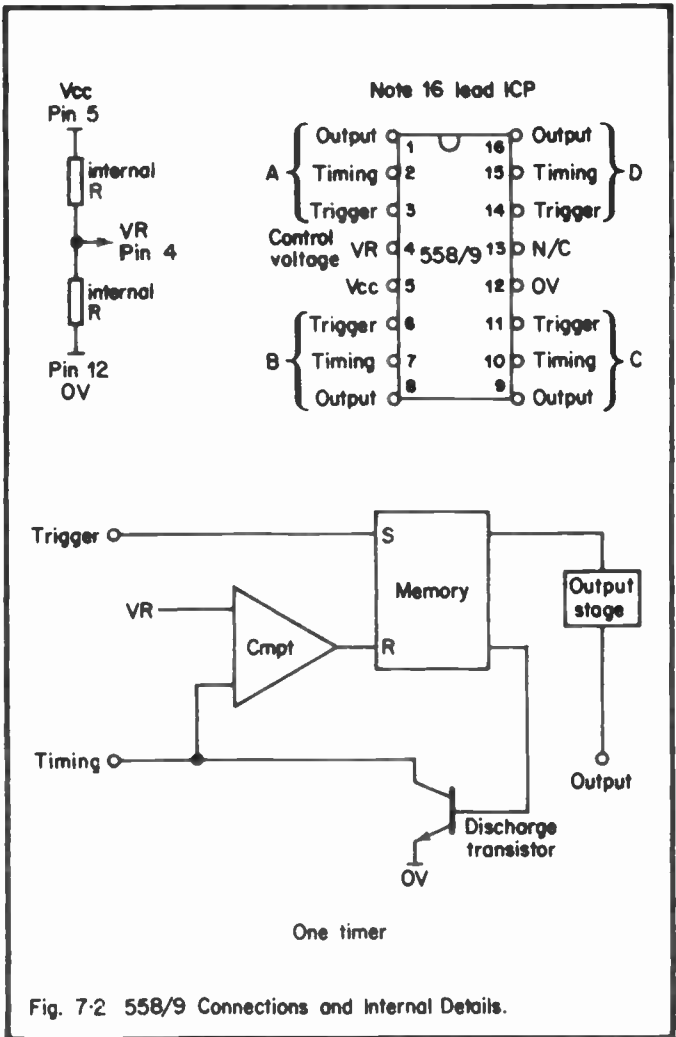 Vcc
Pin 5
internal
R
VR
Pin 4
internal
R
Pin 12
0V
Note 16 lead ICP
A
Output 1
Timing 2
Trigger 3
Control
voltage
VR 4
Vcc 5
B
Trigger 6
Timing 7
Output 8
558/9
16 Output
15 Timing
14 Trigger
D
13 N/C
12 0V
11 Trigger
10 Timing
9 Output
C
Trigger
S
Memory
Output
stage
VR
Cmpt
R
Timing
Output
Discharge
transistor
0V
One timer
Fig. 7·2 558/9 Connections and Internal Details.